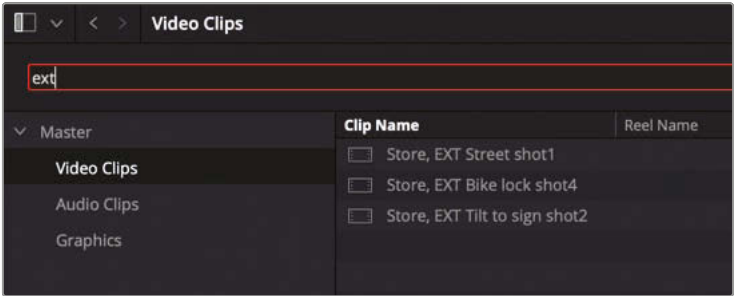 Video Clips
ext
Master
Video Clips
Audio Clips
Graphics
Clip Name Reel Name
Store, EXT Street shot1
Store, EXT Bike lock shot4
Store, EXT Tilt to sign shot2